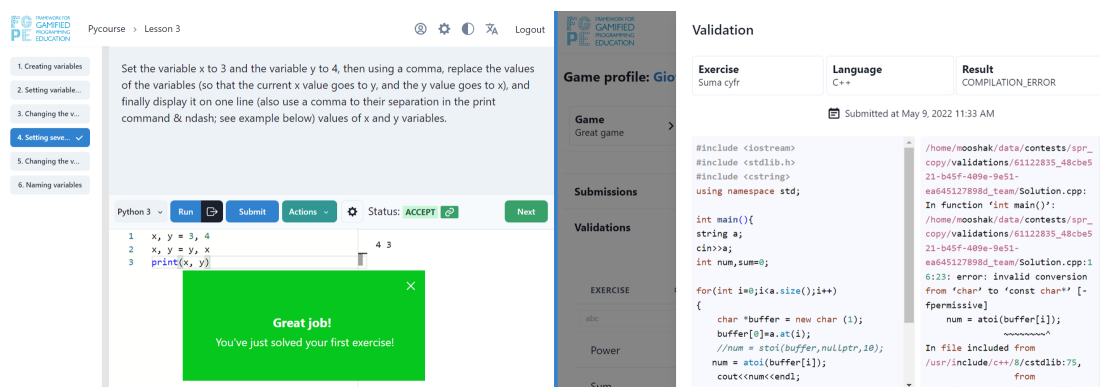 FRAMEWORK FOR
GAMIFIED
PROGRAMMING
EDUCATION
FG
PE
Pycourse > Lesson 3
Logout
1. Creating variables
2. Setting variable...
3. Changing the v...
4. Setting seve...
5. Changing the v...
6. Naming variables
Set the variable x to 3 and the variable y to 4, then using a comma, replace the values
of the variables (so that the current x value goes to y, and the y value goes to x), and
finally display it on one line (also use a comma to their separation in the print
command & ndash; see example below) values of x and y variables.
Python 3
Run
Submit
Actions
Status: ACCEPT
Next
1 x, y = 3, 4
2 x, y = y, x
3 print(x, y)
4 3
Great job!
You've just solved your first exercise!
FRAMEWORK FOR
GAMIFIED
PROGRAMMING
EDUCATION
FG
PE
Game profile: Gio
Game
Great game
Submissions
Validations
EXERCISE
abc
Power
Sum
Validation
Exercise
Suma cyfr
Language
C++
Result
COMPILATION_ERROR
Submitted at May 9, 2022 11:33 AM
#include <iostream>
#include <stdlib.h>
#include <cstring>
using namespace std;
int main(){
string a;
cin>>a;
int num,sum=0;
for(int i=0;i<a.size();i++)
{
char *buffer = new char (1);
buffer[0]=a.at(i);
//num = stoi(buffer,nullptr,10);
num = atoi(buffer[i]);
cout<<num<<endl;
/home/mooshak/data/contests/spr_
copy/validations/61122835_48cbe5
21-b45f-409e-9e51-
ea645127898d_team/Solution.cpp:
In function ‘int main()’:
/home/mooshak/data/contests/spr_
copy/validations/61122835_48cbe5
21-b45f-409e-9e51-
ea645127898d_team/Solution.cpp:1
6:23: error: invalid conversion
from ‘char’ to ‘const char*’ [-
fpermissive]
num = atoi(buffer[i]);
~~~~~~~~^
In file included from
/usr/include/c++/8/cstdlib:75,
from